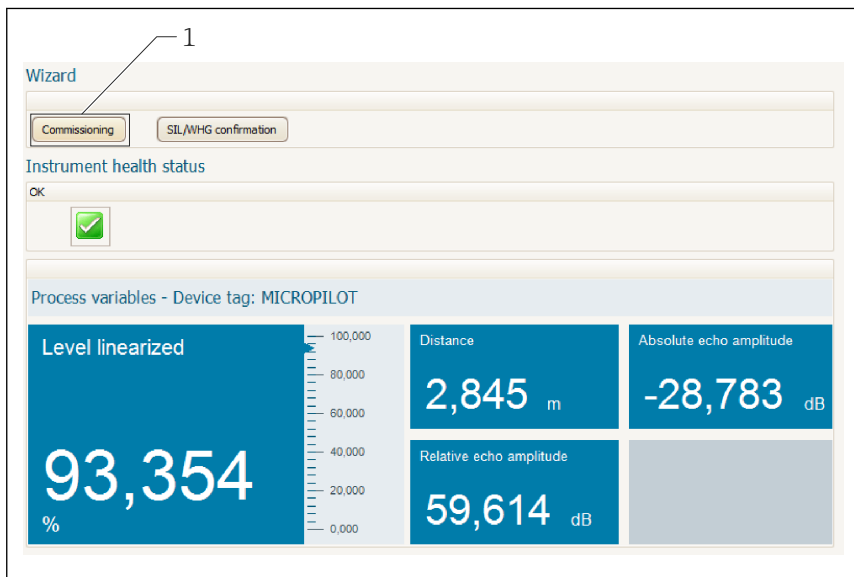 1
Wizard
Commissioning
SIL/WHG confirmation
Instrument health status
OK
Process variables - Device tag: MICROPILOT
Level linearized
93,354
%
100,000
80,000
60,000
40,000
20,000
0,000
Distance
2,845 m
Absolute echo amplitude
-28,783 dB
Relative echo amplitude
59,614 dB